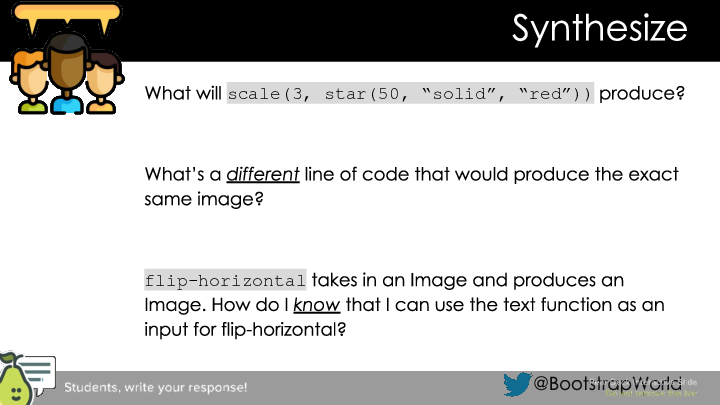 Synthesize
What will scale(3, star(50, “solid”, “red”)) produce?
What’s a different line of code that would produce the exact
same image?
flip-horizontal takes in an Image and produces an
Image. How do I know that I can use the text function as an
input for flip-horizontal?
Students, write your response!
@BootstrapWorld